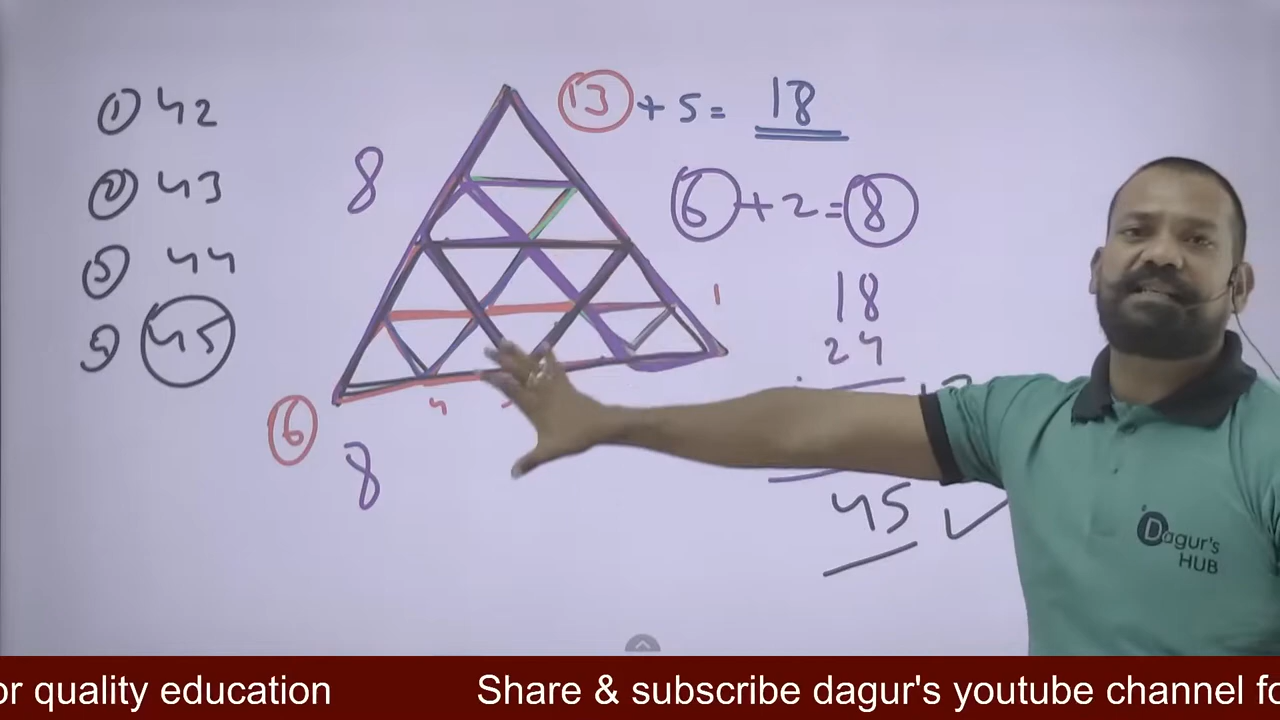 ① 42
② 43
③ 44
45
8
13 + 5 = 18
6 + 2 = 8
18
24
45
1
6
4
8
Dagur's
HUB
or quality education
Share & subscribe dagur's youtube channel fo